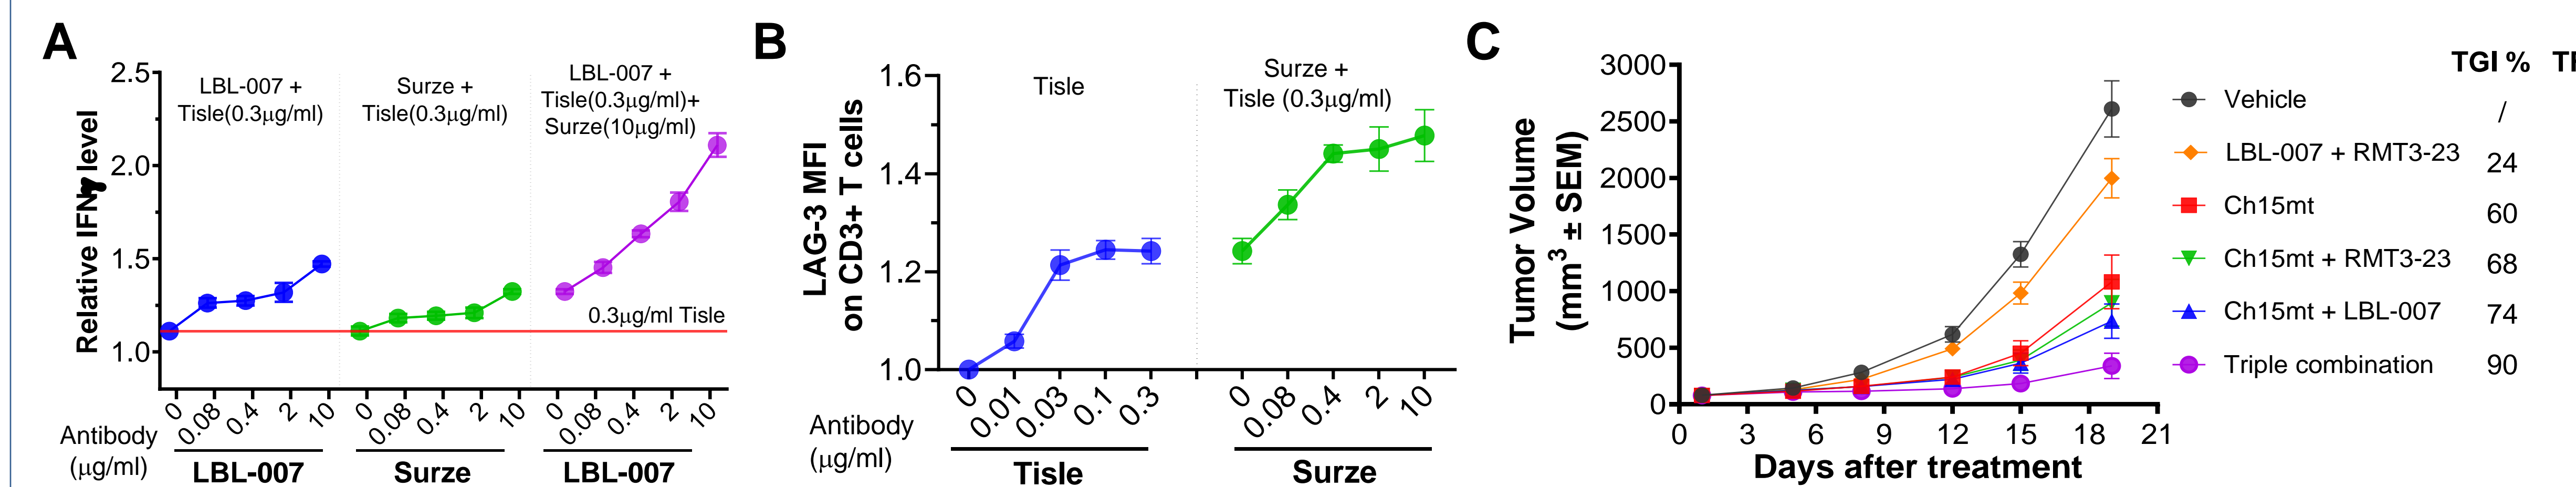 A
2.5
2.0
1.5
1.0
Relative IFNγ level
LBL-007 +
Tisle(0.3μg/ml)
Surze +
Tisle(0.3μg/ml)
LBL-007 +
Tisle(0.3μg/ml)+
Surze(10μg/ml)
0.3μg/ml Tisle
0 0.08 0.4 2 10 0 0.08 0.4 2 10 0 0.08 0.4 2 10
Antibody
(μg/ml)
LBL-007 Surze LBL-007
B
1.6
1.4
1.2
1.0
LAG-3 MFI
on CD3+ T cells
Tisle
Surze +
Tisle (0.3μg/ml)
0 0.01 0.03 0.1 0.3 0 0.08 0.4 2 10
Antibody
(μg/ml)
Tisle Surze
C
3000
2500
2000
1500
1000
500
0
Tumor Volume
(mm³ ± SEM)
0 3 6 9 12 15 18 21
Days after treatment
TGI %
Vehicle /
LBL-007 + RMT3-23 24
Ch15mt 60
Ch15mt + RMT3-23 68
Ch15mt + LBL-007 74
Triple combination 90